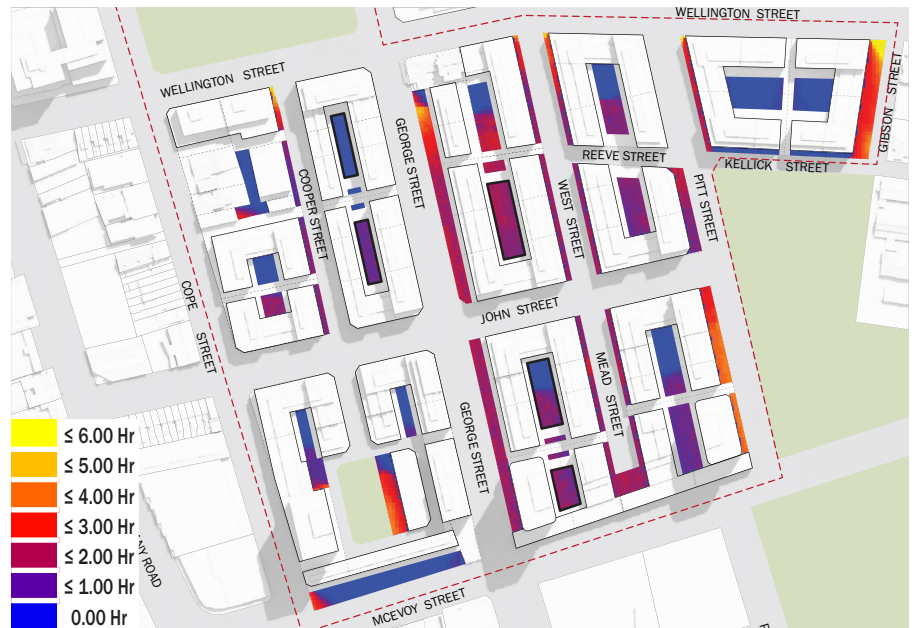 WELLINGTON STREET
WELLINGTON STREET
GEORGE STREET
COOPER STREET
REEVE STREET
KELLICK STREET
GIBSON STREET
PITT STREET
WEST STREET
COPE STREET
JOHN STREET
MEAD STREET
GEORGE STREET
MCEVOY STREET
NY ROAD
≤ 6.00 Hr
≤ 5.00 Hr
≤ 4.00 Hr
≤ 3.00 Hr
≤ 2.00 Hr
≤ 1.00 Hr
0.00 Hr